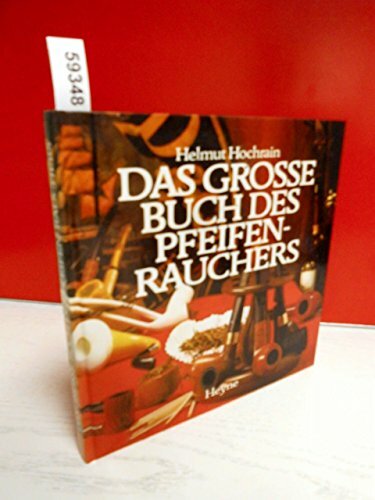 59348
Helmut Hochrain
DAS GROSSE
BUCH DES
PFEIFEN-
RAUCHERS
Heyne